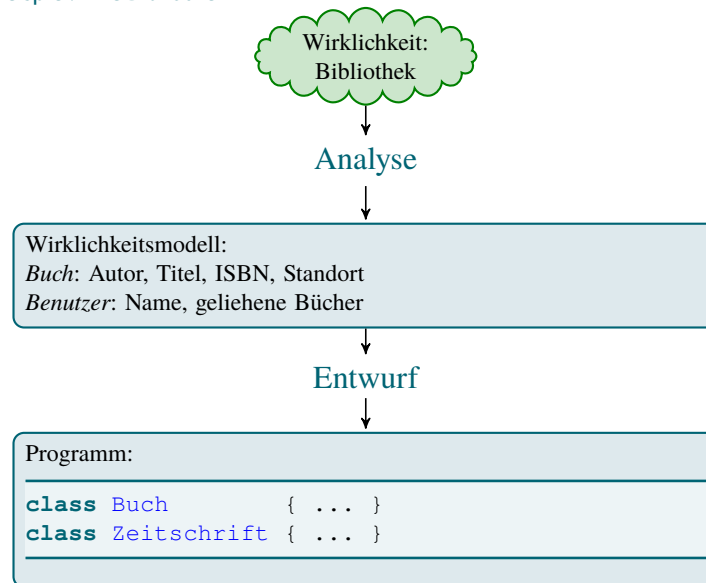 Wirklichkeit:
Bibliothek
Analyse
Wirklichkeitsmodell:
Buch: Autor, Titel, ISBN, Standort
Benutzer: Name, geliehene Bücher
Entwurf
Programm:
class Buch { ... }
class Zeitschrift { ... }